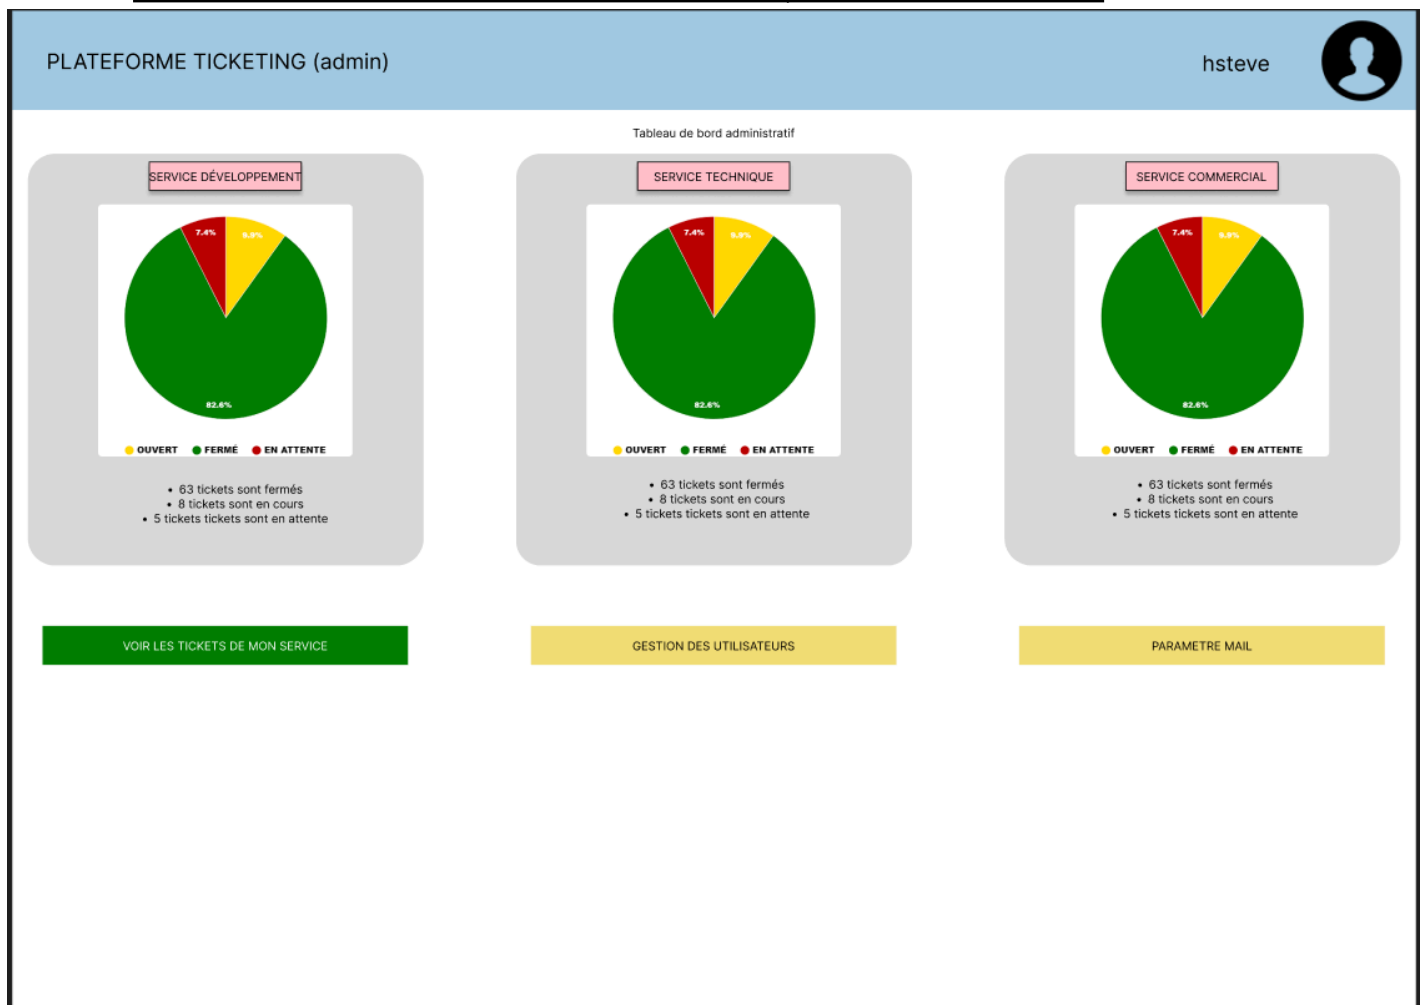 PLATEFORME TICKETING (admin)
hsteve
Tableau de bord administratif
SERVICE DÉVELOPPEMENT
7.4%
9.9%
82.6%
OUVERT FERMÉ EN ATTENTE
• 63 tickets sont fermés
• 8 tickets sont en cours
• 5 tickets tickets sont en attente
SERVICE TECHNIQUE
7.4%
9.9%
82.6%
OUVERT FERMÉ EN ATTENTE
• 63 tickets sont fermés
• 8 tickets sont en cours
• 5 tickets tickets sont en attente
SERVICE COMMERCIAL
7.4%
9.9%
82.6%
OUVERT FERMÉ EN ATTENTE
• 63 tickets sont fermés
• 8 tickets sont en cours
• 5 tickets tickets sont en attente
VOIR LES TICKETS DE MON SERVICE
GESTION DES UTILISATEURS
PARAMETRE MAIL